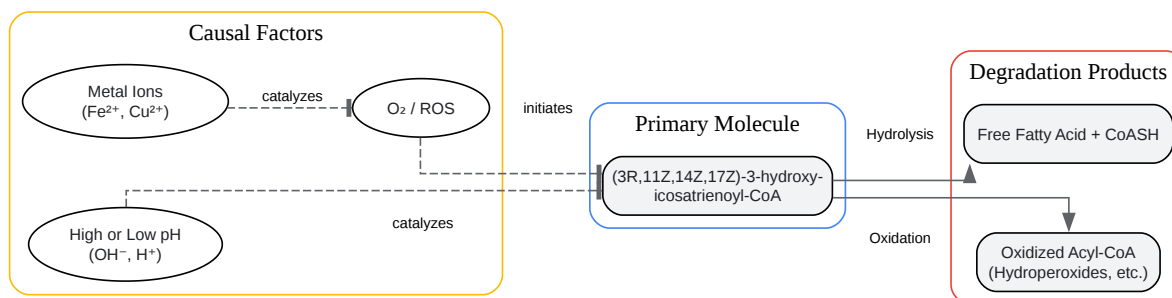 Causal Factors
Metal Ions
(Fe²⁺, Cu²⁺)
catalyzes
O₂ / ROS
initiates
High or Low pH
(OH⁻, H⁺)
catalyzes
Primary Molecule
(3R,11Z,14Z,17Z)-3-hydroxy-
icosatrienoyl-CoA
Hydrolysis
Oxidation
Degradation Products
Free Fatty Acid + CoASH
Oxidized Acyl-CoA
(Hydroperoxides, etc.)